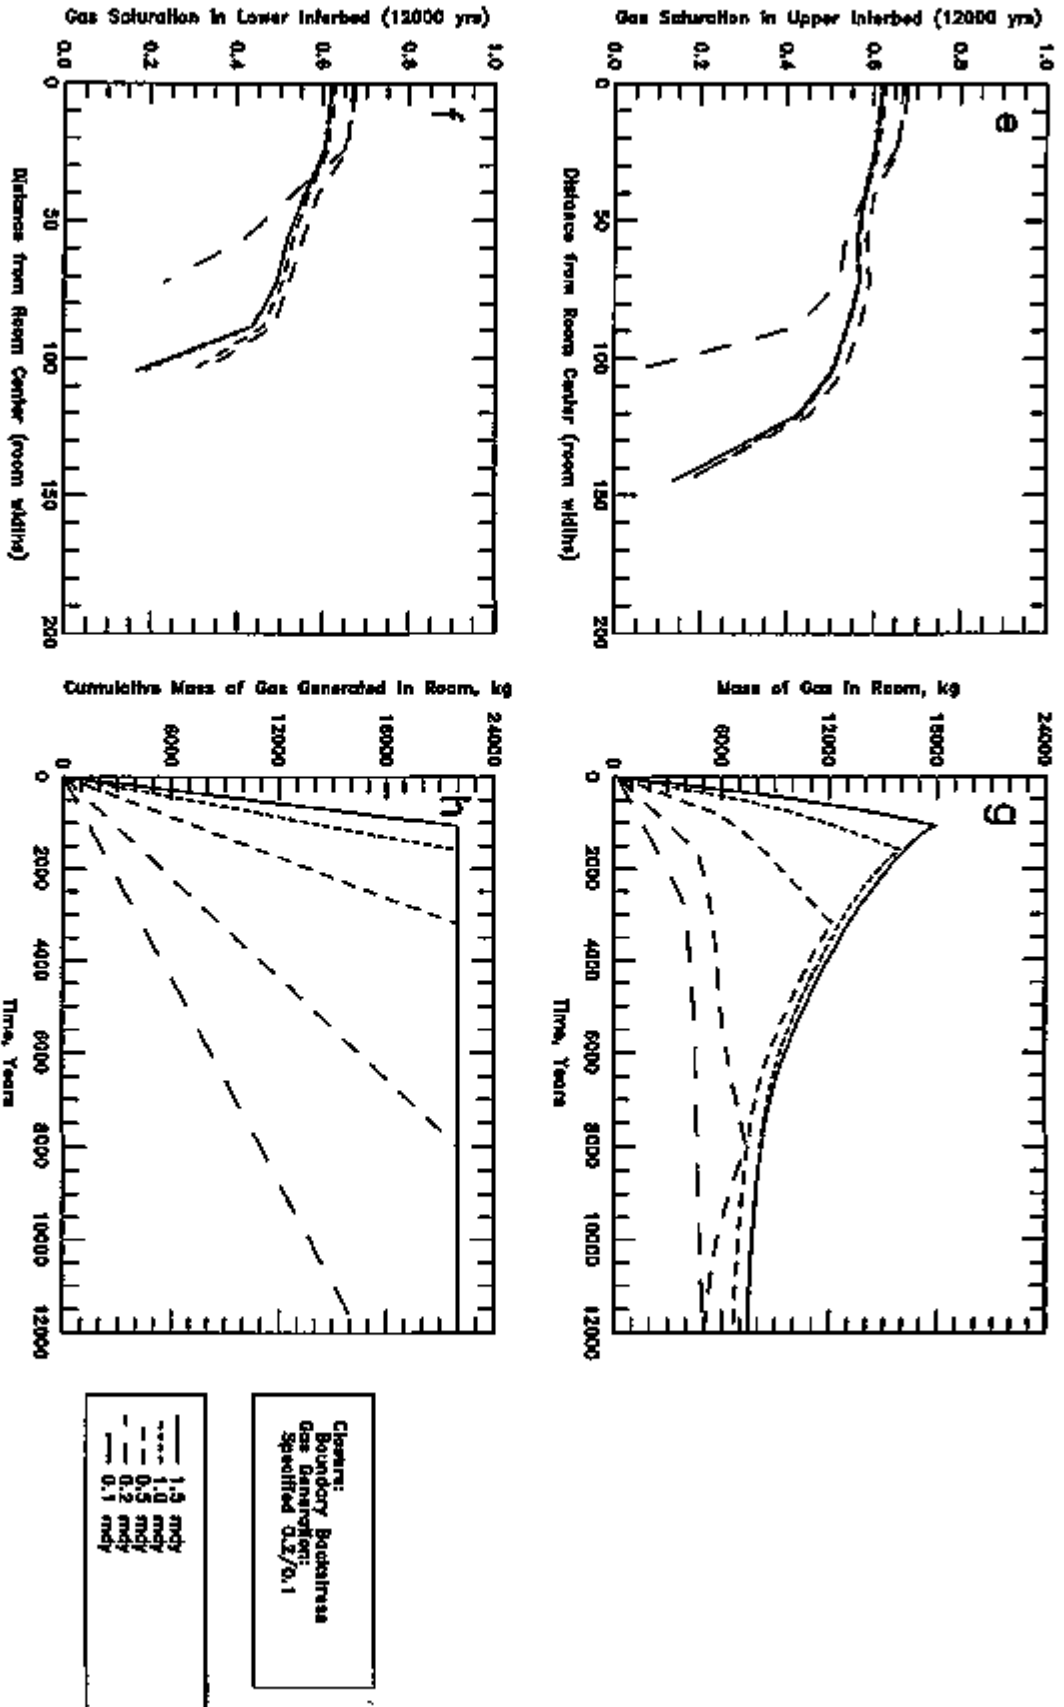 Gas Saturation in Upper Interbed (12000 yrs)
1.0
0.8
0.6
0.4
0.2
0.0
e
0
50
100
150
200
Distance from Room Center (room widths)
Mass of Gas in Room, kg
24000
18000
12000
6000
0
g
0
2000
4000
6000
8000
10000
12000
Time, Years
Gas Saturation in Lower Interbed (12000 yrs)
1.0
0.8
0.6
0.4
0.2
0.0
f
0
50
100
150
200
Distance from Room Center (room widths)
Cumulative Mass of Gas Generated in Room, kg
24000
18000
12000
6000
0
h
0
2000
4000
6000
8000
10000
12000
Time, Years
Closure:
Boundry Backstress
Gas Generation:
Specified 0.2/0.1
1.5 mdy
1.0 mdy
0.5 mdy
0.2 mdy
0.1 mdy